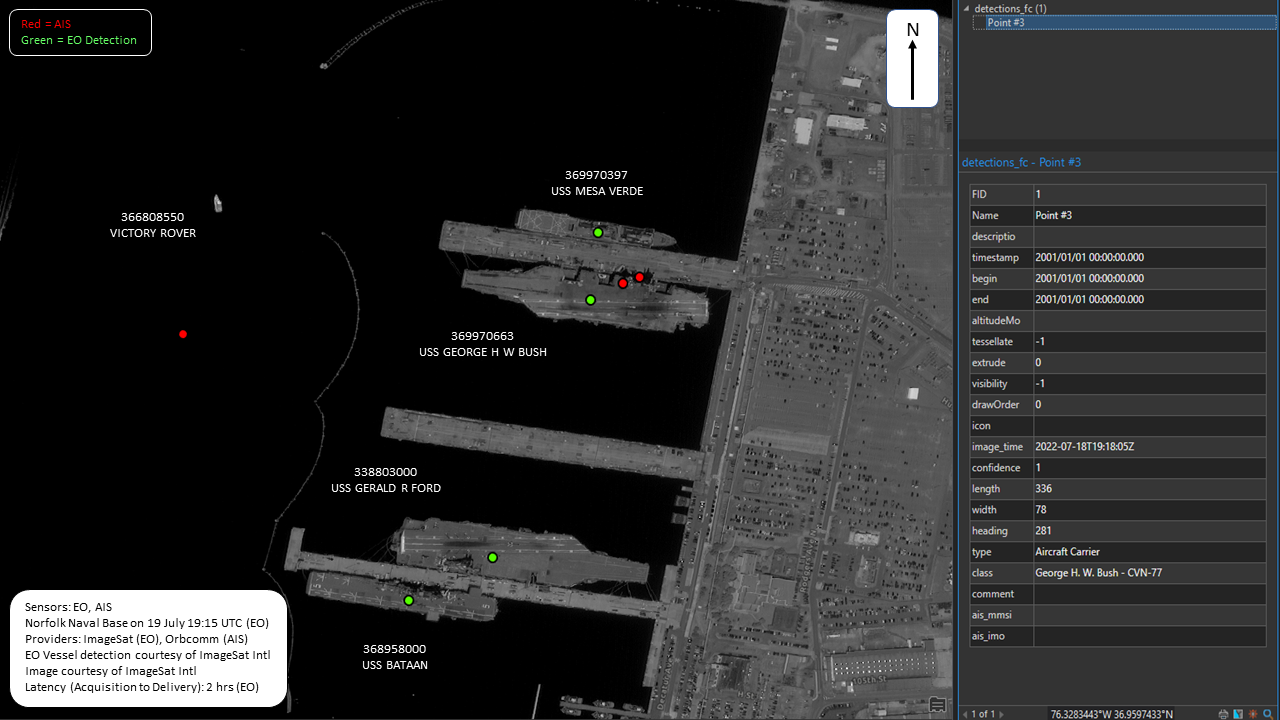 Red = AIS
Green = EO Detection
N
369970397
USS MESA VERDE
366808550
VICTORY ROVER
369970663
USS GEORGE H W BUSH
338803000
USS GERALD R FORD
368958000
USS BATAAN
Sensors: EO, AIS
Norfolk Naval Base on 19 July 19:15 UTC (EO)
Providers: ImageSat (EO), Orbcomm (AIS)
EO Vessel detection courtesy of ImageSat Intl
Image courtesy of ImageSat Intl
Latency (Acquisition to Delivery): 2 hrs (EO)
detections_fc (1)
Point #3
detections_fc - Point #3
FID 1
Name Point #3
descriptio
timestamp 2001/01/01 00:00:00.000
begin 2001/01/01 00:00:00.000
end 2001/01/01 00:00:00.000
altitudeMo
tessellate -1
extrude 0
visibility -1
drawOrder 0
icon
image_time 2022-07-18T19:18:05Z
confidence 1
length 336
width 78
heading 281
type Aircraft Carrier
class George H. W. Bush - CVN-77
comment
ais_mmsi
ais_imo
1 of 1
76.3283443°W 36.9597433°N